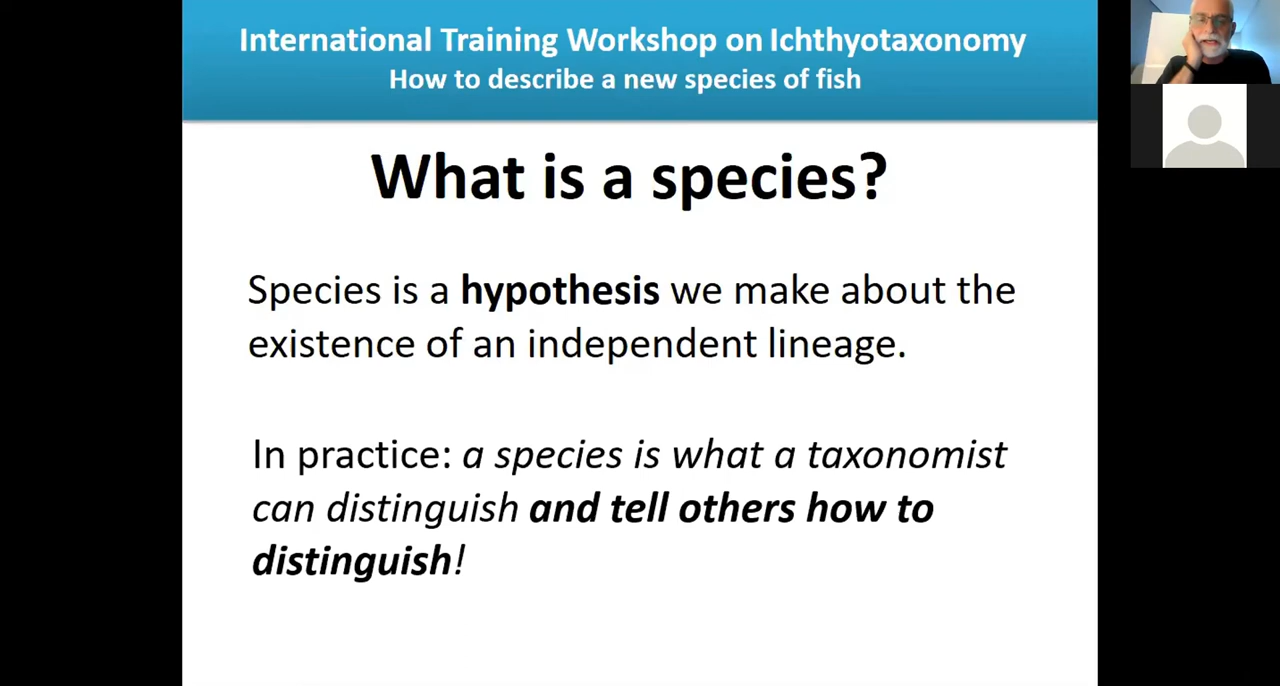 International Training Workshop on Ichthyotaxonomy
How to describe a new species of fish
What is a species?
Species is a hypothesis we make about the
existence of an independent lineage.
In practice: a species is what a taxonomist
can distinguish and tell others how to
distinguish!